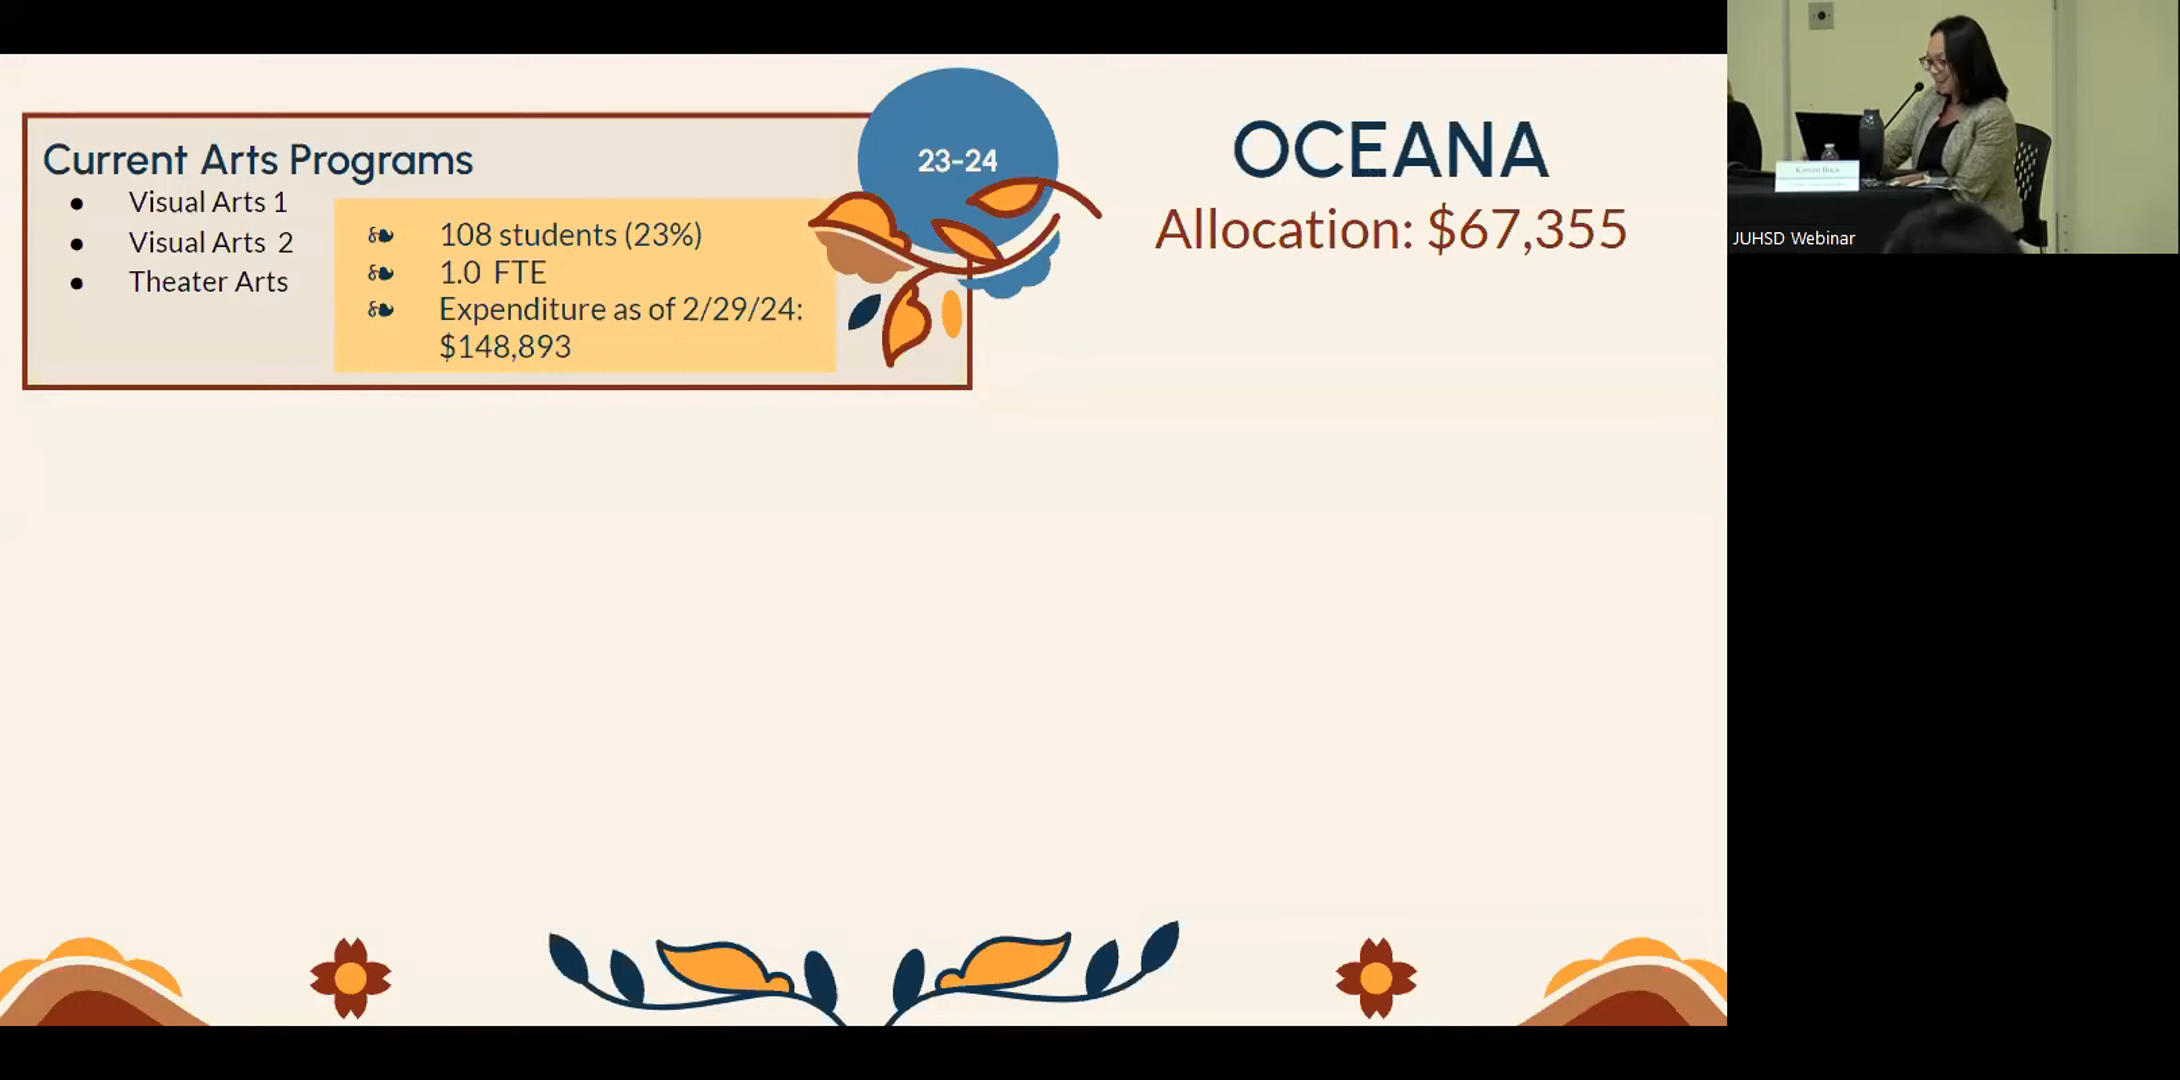 Current Arts Programs
Visual Arts 1
Visual Arts 2
Theater Arts
108 students (23%)
1.0 FTE
Expenditure as of 2/29/24:
$148,893
23-24
OCEANA
Allocation: $67,355
JUHSD Webinar